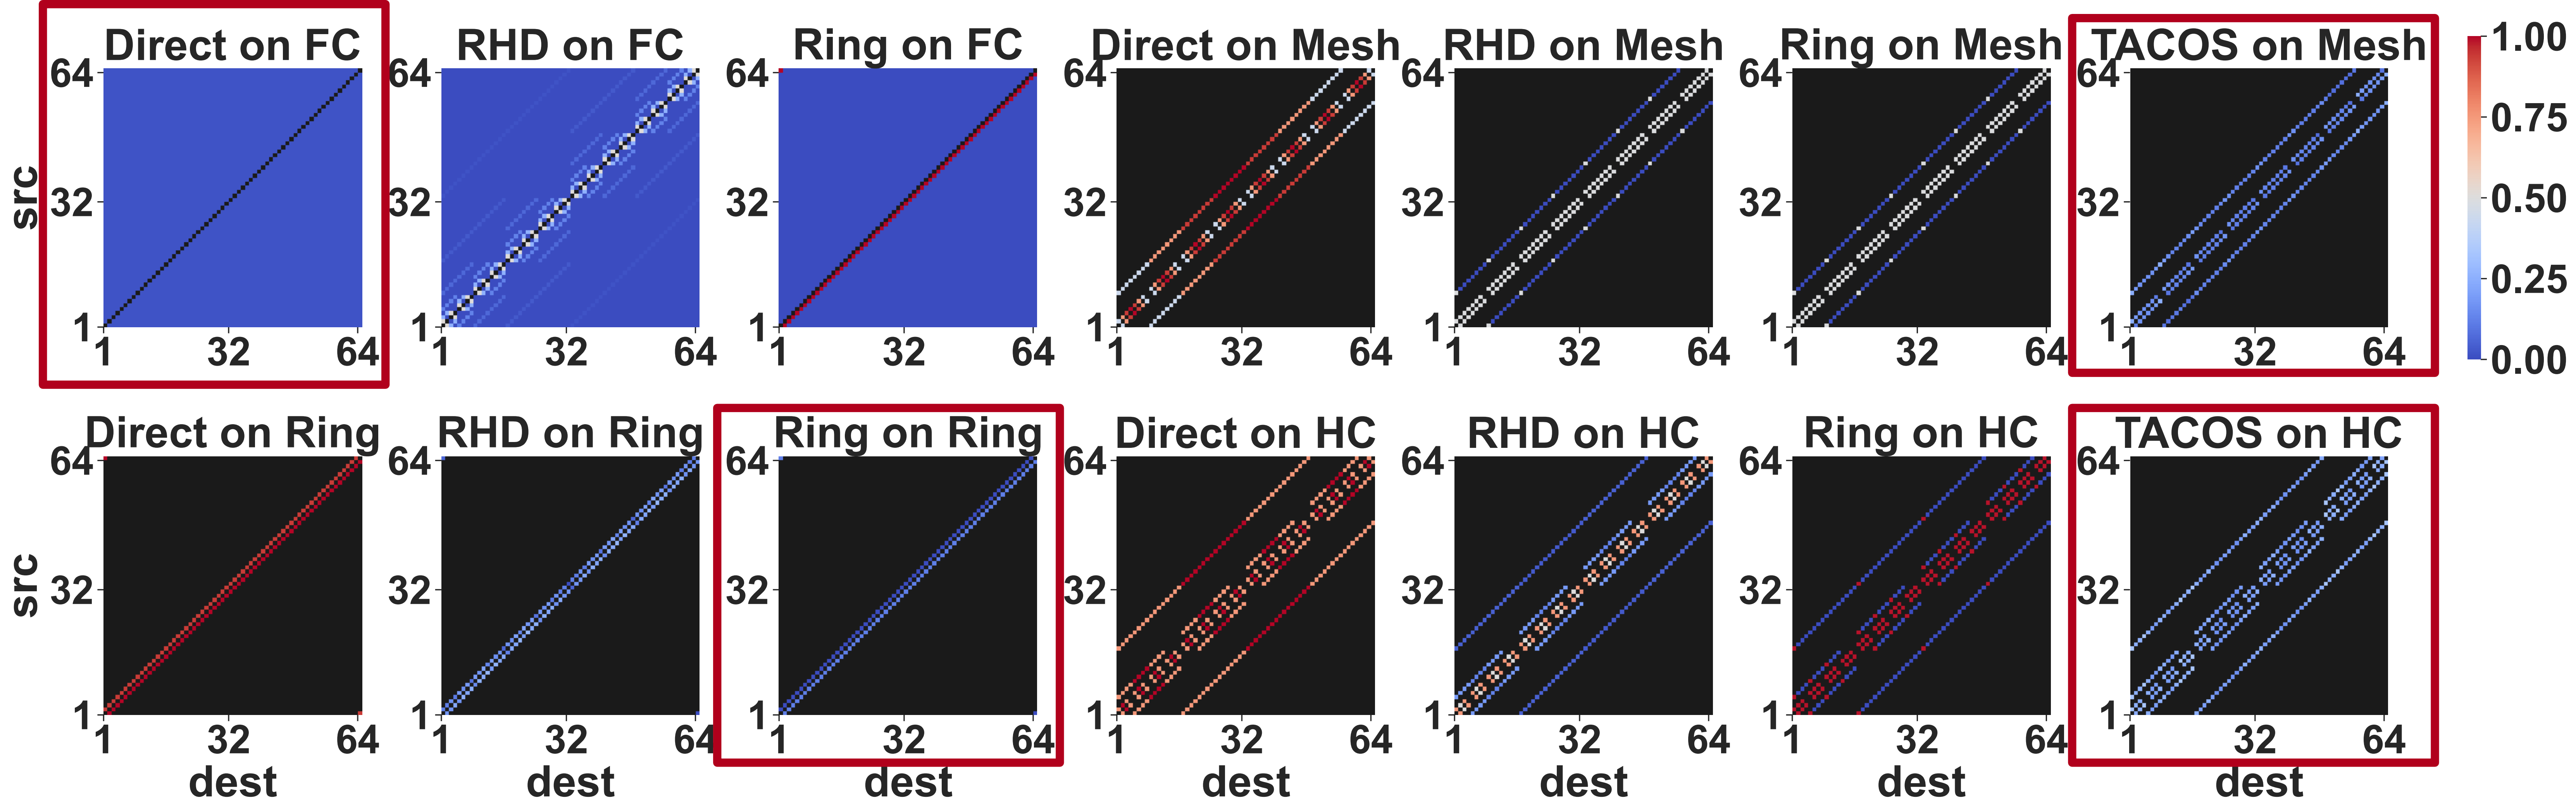 Direct on FC
RHD on FC
Ring on FC
Direct on Mesh
RHD on Mesh
Ring on Mesh
TACOS on Mesh
1.00
0.75
0.50
0.25
0.00
src
64
32
1
1 32 64
64
32
1
1 32 64
64
32
1
1 32 64
64
32
1
1 32 64
64
32
1
1 32 64
64
32
1
1 32 64
64
32
1
1 32 64
Direct on Ring
RHD on Ring
Ring on Ring
Direct on HC
RHD on HC
Ring on HC
TACOS on HC
src
64
32
1
1 32 64
dest
64
32
1
1 32 64
dest
64
32
1
1 32 64
dest
64
32
1
1 32 64
dest
64
32
1
1 32 64
dest
64
32
1
1 32 64
dest
64
32
1
1 32 64
dest